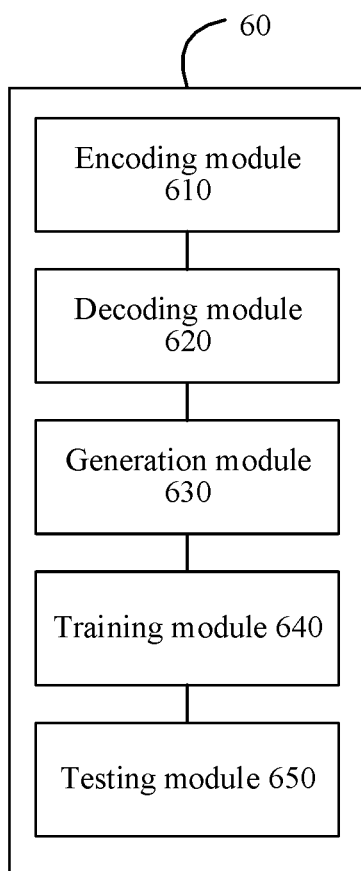 60
Encoding module
610
Decoding module
620
Generation module
630
Training module 640
Testing module 650